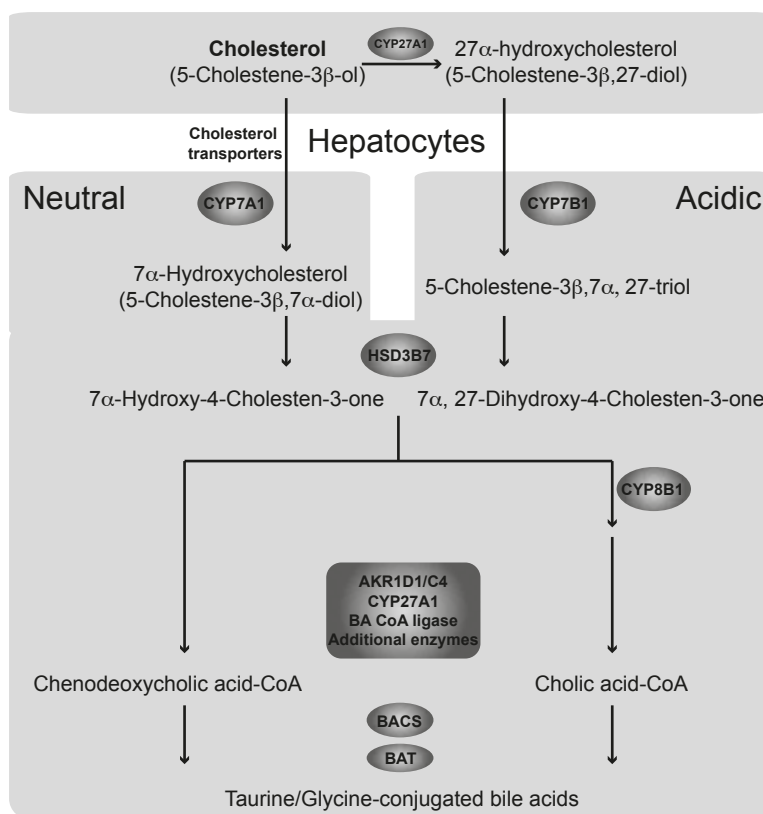 Cholesterol
(5-Cholestene-3β-ol)
CYP27A1
27α-hydroxycholesterol
(5-Cholestene-3β,27-diol)
Cholesterol
transporters
Hepatocytes
Neutral
CYP7A1
CYP7B1
Acidic
7α-Hydroxycholesterol
(5-Cholestene-3β,7α-diol)
5-Cholestene-3β,7α, 27-triol
HSD3B7
7α-Hydroxy-4-Cholesten-3-one
7α, 27-Dihydroxy-4-Cholesten-3-one
CYP8B1
AKR1D1/C4
CYP27A1
BA CoA ligase
Additional enzymes
Chenodeoxycholic acid-CoA
Cholic acid-CoA
BACS
BAT
Taurine/Glycine-conjugated bile acids